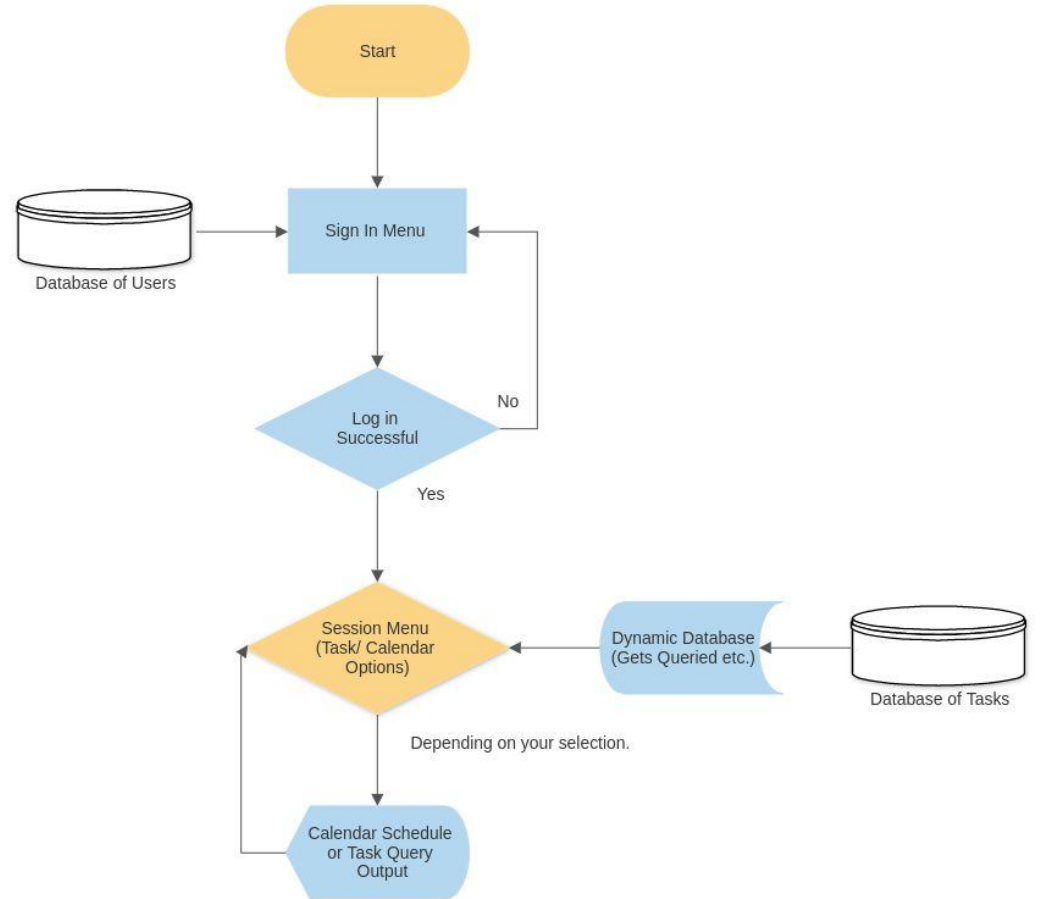 Start
Sign In Menu
Database of Users
No
Log in
Successful
Yes
Session Menu
(Task/ Calendar
Options)
Dynamic Database
(Gets Queried etc.)
Database of Tasks
Depending on your selection.
Calendar Schedule
or Task Query
Output